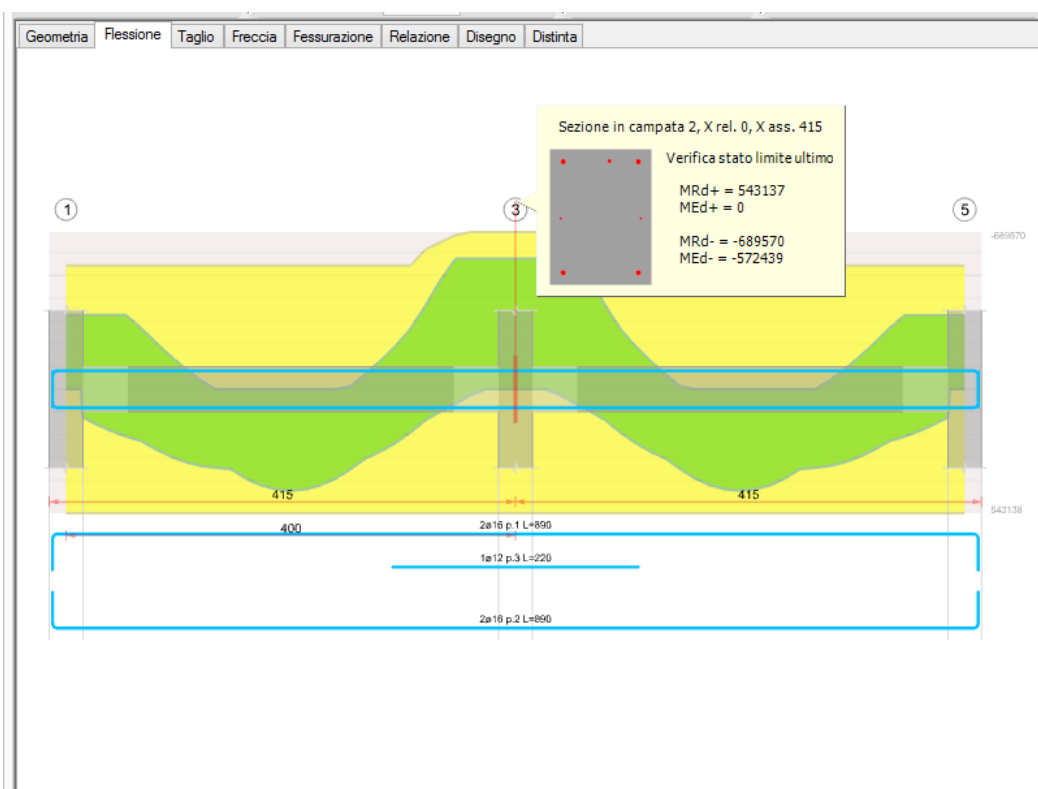 Geometria Flessione Taglio Freccia Fessurazione Relazione Disegno Distinta
Sezione in campata 2, X rel. 0, X ass. 415
Verifica stato limite ultimo
MRd+ = 543137
MEd+ = 0
MRd- = -689570
MEd- = -572439
1
3
5
-689570
415
415
543138
400
2ø16 p.1 L=890
1ø12 p.3 L=220
2ø16 p.2 L=890